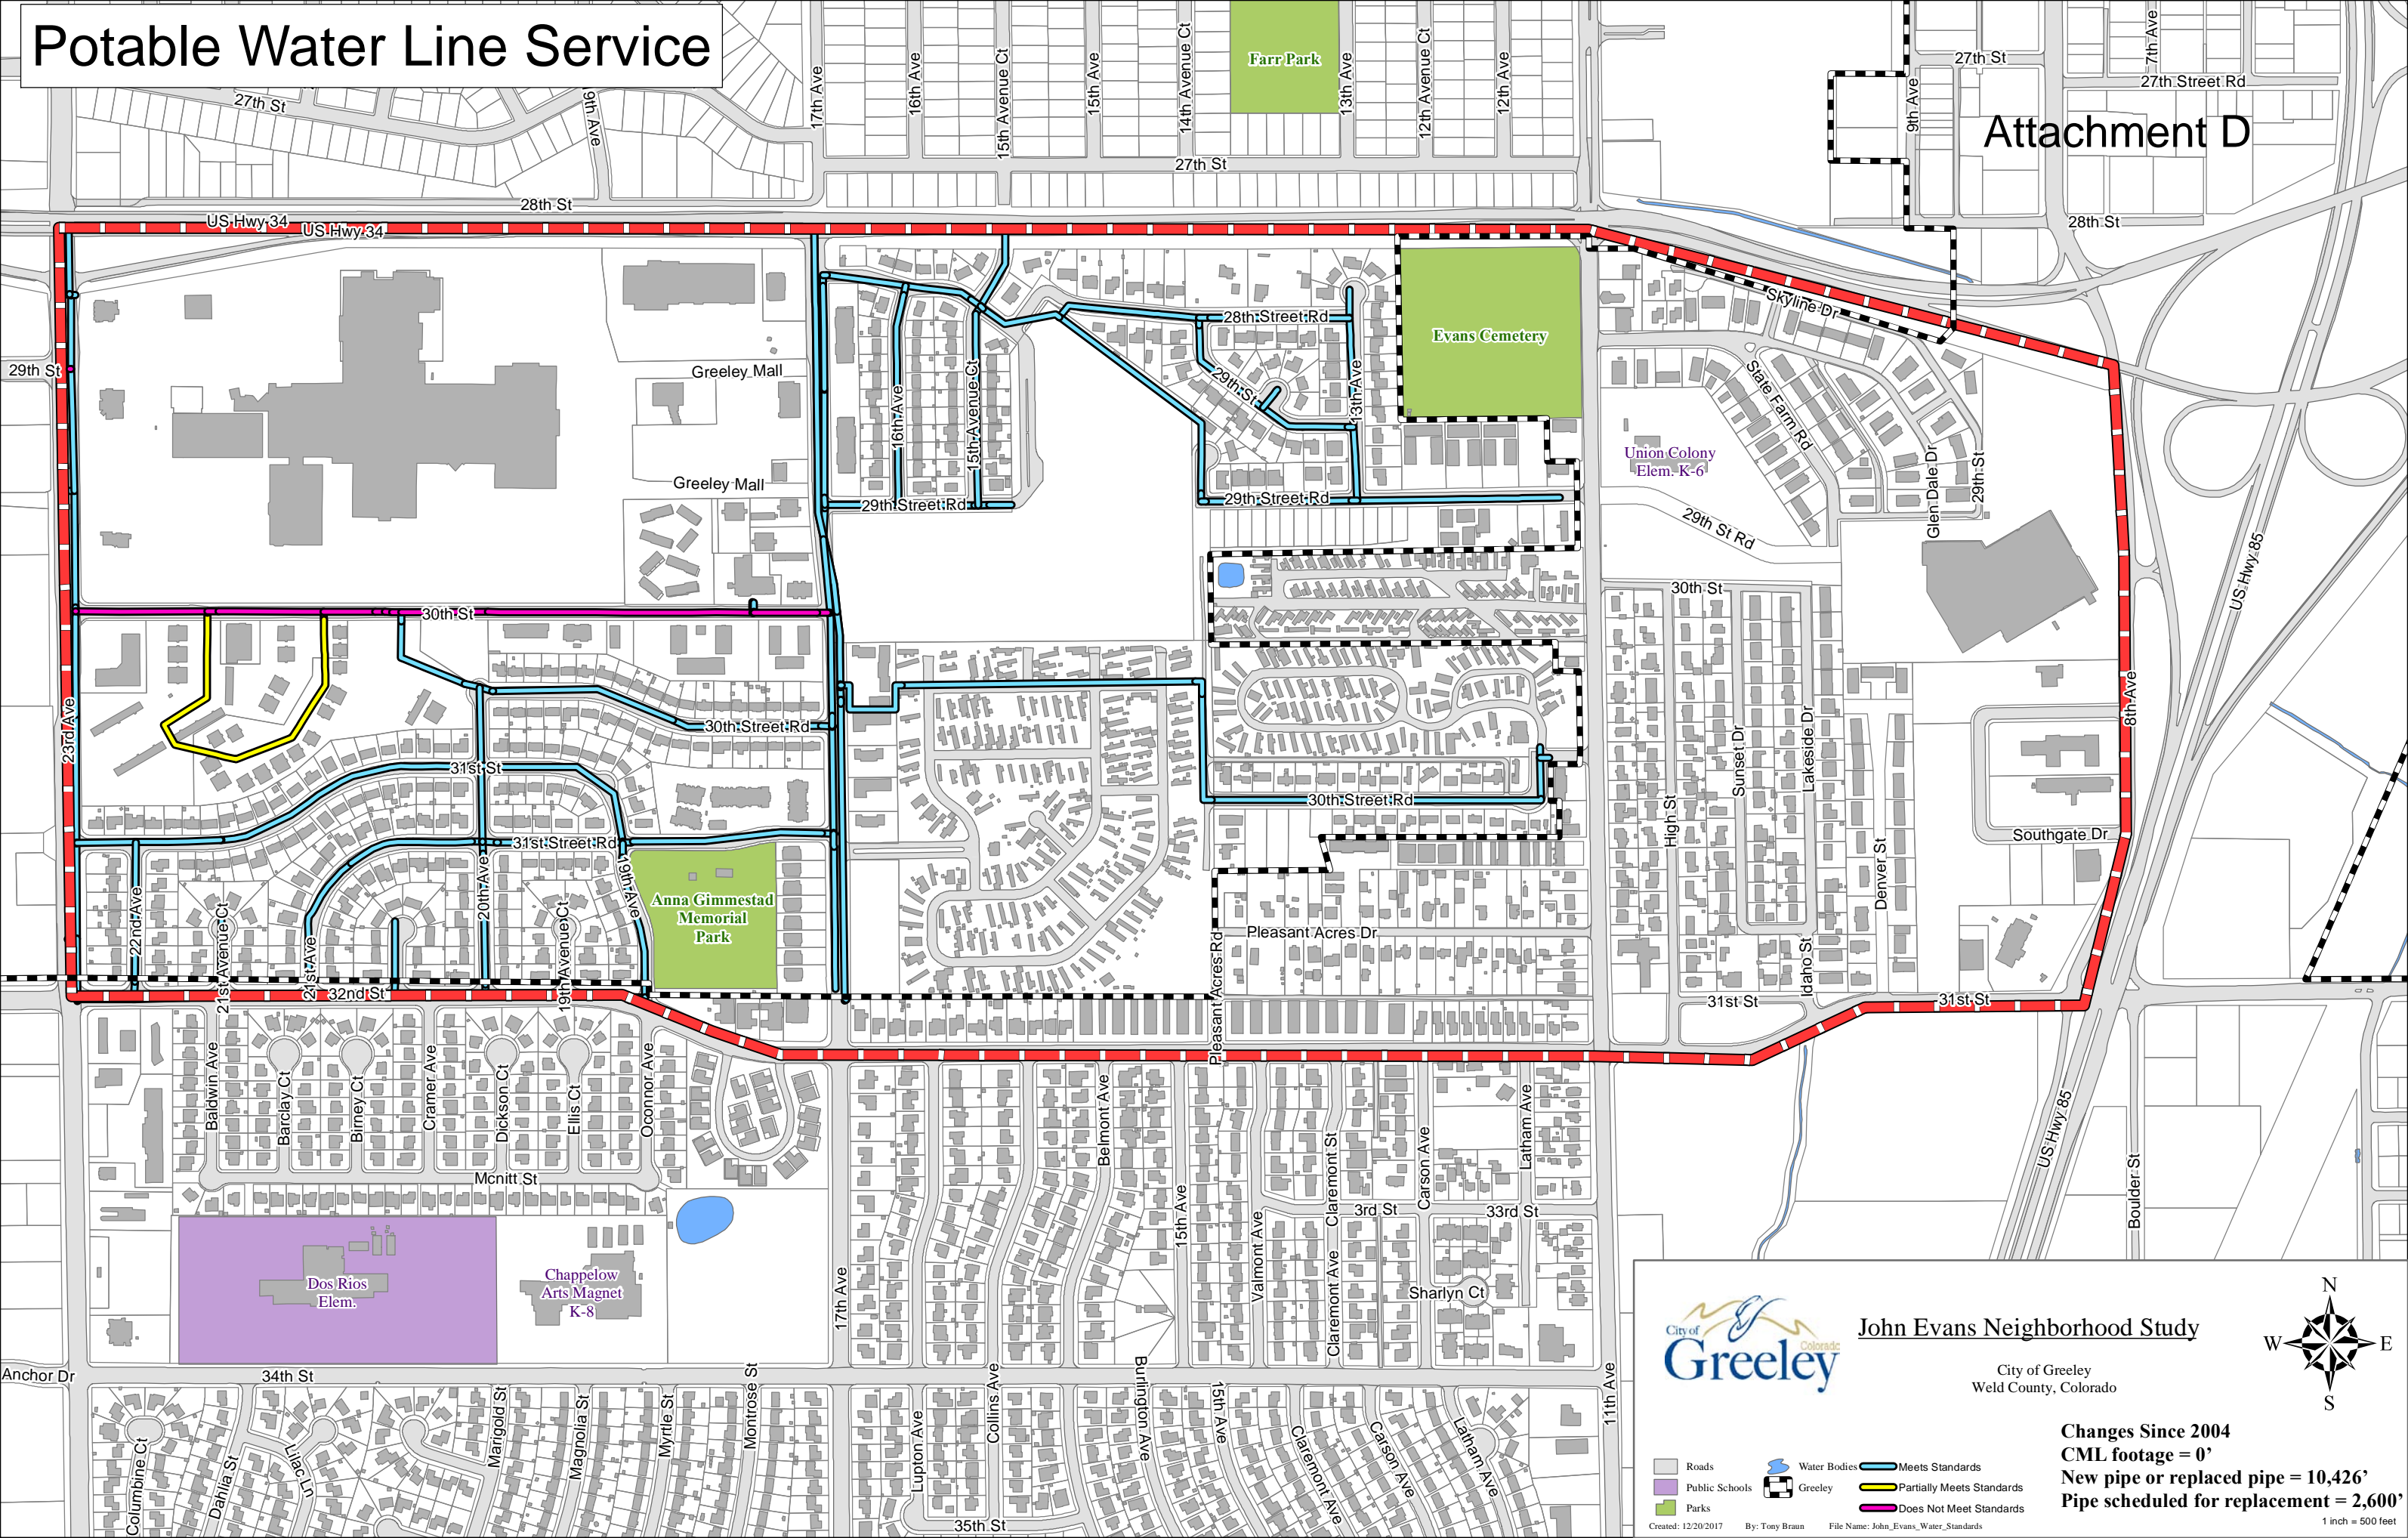 Potable Water Line Service
Attachment D
Farr Park
27th St
19th Ave
17th Ave
16th Ave
15th Avenue Ct
15th Ave
14th Avenue Ct
13th Ave
12th Avenue Ct
12th Ave
9th Ave
27th St
7th Ave
27th Street Rd
27th St
28th St
28th St
US Hwy 34
US Hwy 34
Skyline Dr
28th Street Rd
Evans Cemetery
29th St
Greeley Mall
29th St
13th Ave
16th Ave
15th Avenue Ct
State Farm Rd
Union Colony
Elem. K-6
Glen Dale Dr
29th St
Greeley Mall
29th Street Rd
29th Street Rd
29th St Rd
US Hwy 85
30th St
30th St
23rd Ave
30th Street Rd
31st St
30th Street Rd
Sunset Dr
Lakeside Dr
High St
8th Ave
Southgate Dr
Denver St
31st Street Rd
19th Ave
22nd Ave
21st Avenue Ct
21st Ave
20th Ave
19th Avenue Ct
Anna Gimmestad
Memorial
Park
Pleasant Acres Dr
Pleasant Acres Rd
Idaho St
32nd St
31st St
31st St
Baldwin Ave
Barclay Ct
Birney Ct
Cramer Ave
Dickson Ct
Ellis Ct
Oconnor Ave
Belmont Ave
Claremont St
Carson Ave
Latham Ave
US Hwy 85
Boulder St
Mcnitt St
3rd St
33rd St
15th Ave
Valmont Ave
Claremont Ave
Sharlyn Ct
17th Ave
Dos Rios
Elem.
Chappelow
Arts Magnet
K-8
Anchor Dr
34th St
11th Ave
Columbine Ct
Dahlia St
Lilac Ln
Marigold St
Magnolia St
Myrtle St
Montrose St
Lupton Ave
Collins Ave
Burlington Ave
15th Ave
Claremont Ave
Carson Ave
Latham Ave
35th St
City of
Greeley
Colorado
John Evans Neighborhood Study
City of Greeley
Weld County, Colorado
N
W
E
S
Changes Since 2004
CML footage = 0’
New pipe or replaced pipe = 10,426’
Pipe scheduled for replacement = 2,600’
1 inch = 500 feet
Roads
Public Schools
Parks
Water Bodies
Greeley
Meets Standards
Partially Meets Standards
Does Not Meet Standards
Created: 12/20/2017 By: Tony Braun File Name: John_Evans_Water_Standards